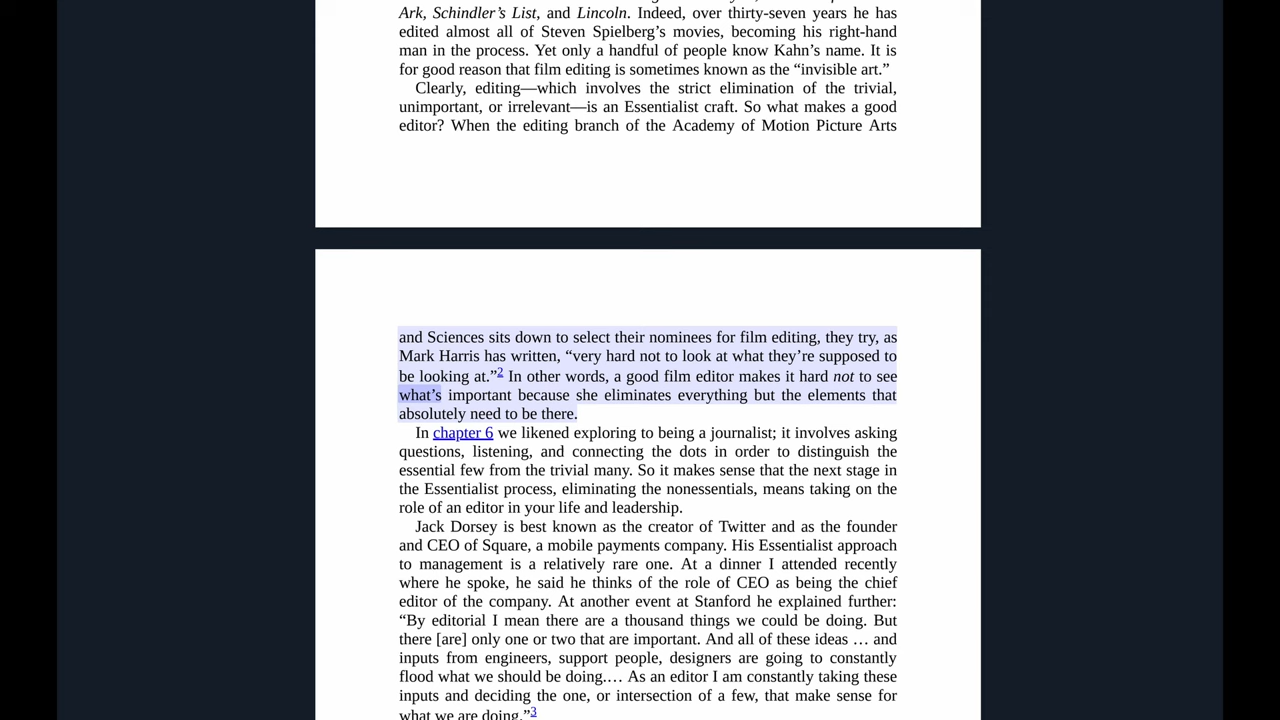 Ark, Schindler’s List, and Lincoln. Indeed, over thirty-seven years he has
edited almost all of Steven Spielberg’s movies, becoming his right-hand
man in the process. Yet only a handful of people know Kahn’s name. It is
for good reason that film editing is sometimes known as the “invisible art.”
Clearly, editing—which involves the strict elimination of the trivial,
unimportant, or irrelevant—is an Essentialist craft. So what makes a good
editor? When the editing branch of the Academy of Motion Picture Arts
and Sciences sits down to select their nominees for film editing, they try, as
Mark Harris has written, “very hard not to look at what they’re supposed to
be looking at.”2 In other words, a good film editor makes it hard not to see
what’s important because she eliminates everything but the elements that
absolutely need to be there.
In chapter 6 we likened exploring to being a journalist; it involves asking
questions, listening, and connecting the dots in order to distinguish the
essential few from the trivial many. So it makes sense that the next stage in
the Essentialist process, eliminating the nonessentials, means taking on the
role of an editor in your life and leadership.
Jack Dorsey is best known as the creator of Twitter and as the founder
and CEO of Square, a mobile payments company. His Essentialist approach
to management is a relatively rare one. At a dinner I attended recently
where he spoke, he said he thinks of the role of CEO as being the chief
editor of the company. At another event at Stanford he explained further:
“By editorial I mean there are a thousand things we could be doing. But
there [are] only one or two that are important. And all of these ideas … and
inputs from engineers, support people, designers are going to constantly
flood what we should be doing.… As an editor I am constantly taking these
inputs and deciding the one, or intersection of a few, that make sense for
what we are doing.”3